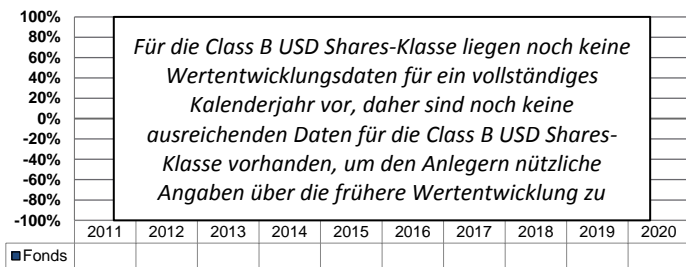 100%
80%
60%
40%
20%
0%
-20%
-40%
-60%
-80%
-100%
Für die Class B USD Shares-Klasse liegen noch keine
Wertentwicklungsdaten für ein vollständiges
Kalenderjahr vor, daher sind noch keine
ausreichenden Daten für die Class B USD Shares-
Klasse vorhanden, um den Anlegern nützliche
Angaben über die frühere Wertentwicklung zu
2011 2012 2013 2014 2015 2016 2017 2018 2019 2020
Fonds